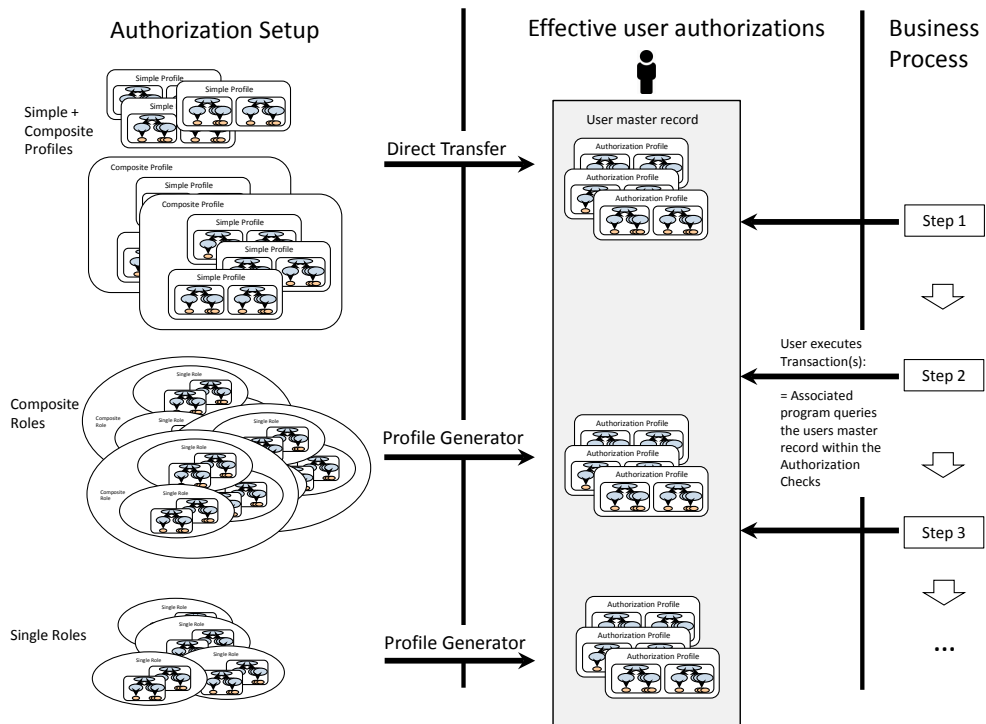 Authorization Setup
Effective user authorizations
Business
Process
Simple +
Composite
Profiles
Simple Profile
Simple Profile
Simple
Composite Profile
Simple Profile
Composite Profile
Simple Profile
Simple Profile
Simple Profile
Direct Transfer
User master record
Authorization Profile
Authorization Profile
Authorization Profile
Step 1
User executes
Transaction(s):
= Associated
program queries
the users master
record within the
Authorization
Checks
Step 2
Composite
Roles
Single Role
Composite
Role
Single Role
Single Role
Single Role
Composite
Role
Single Role
Profile Generator
Authorization Profile
Authorization Profile
Authorization Profile
Step 3
Single Roles
Single Role
Single Role
Single Role
Single Role
Profile Generator
Authorization Profile
Authorization Profile
Authorization Profile
...